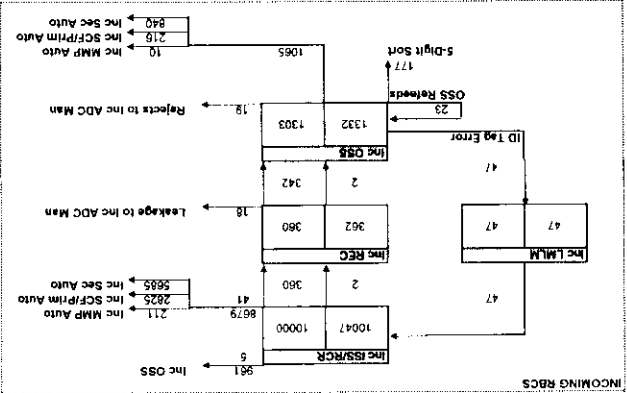 INCOMING RBCS
961 Inc OSS
Inc ISS/RCR
5
10047 10000
8679
211 Inc MMP Auto
41
2825 Inc SCF/Prim Auto
5685 Inc Sec Auto
47
2
360
Inc LMLM
47 47
Inc REC
362 360
18 Leakage to Inc ADC Man
47
2
342
ID Tag Error
Inc OSS
1332 1303
19 Rejects to Inc ADC Man
23
OSS Refeeds
177
5-Digit Sort
1065
10 Inc MMP Auto
216 Inc SCF/Prim Auto
840 Inc Sec Auto